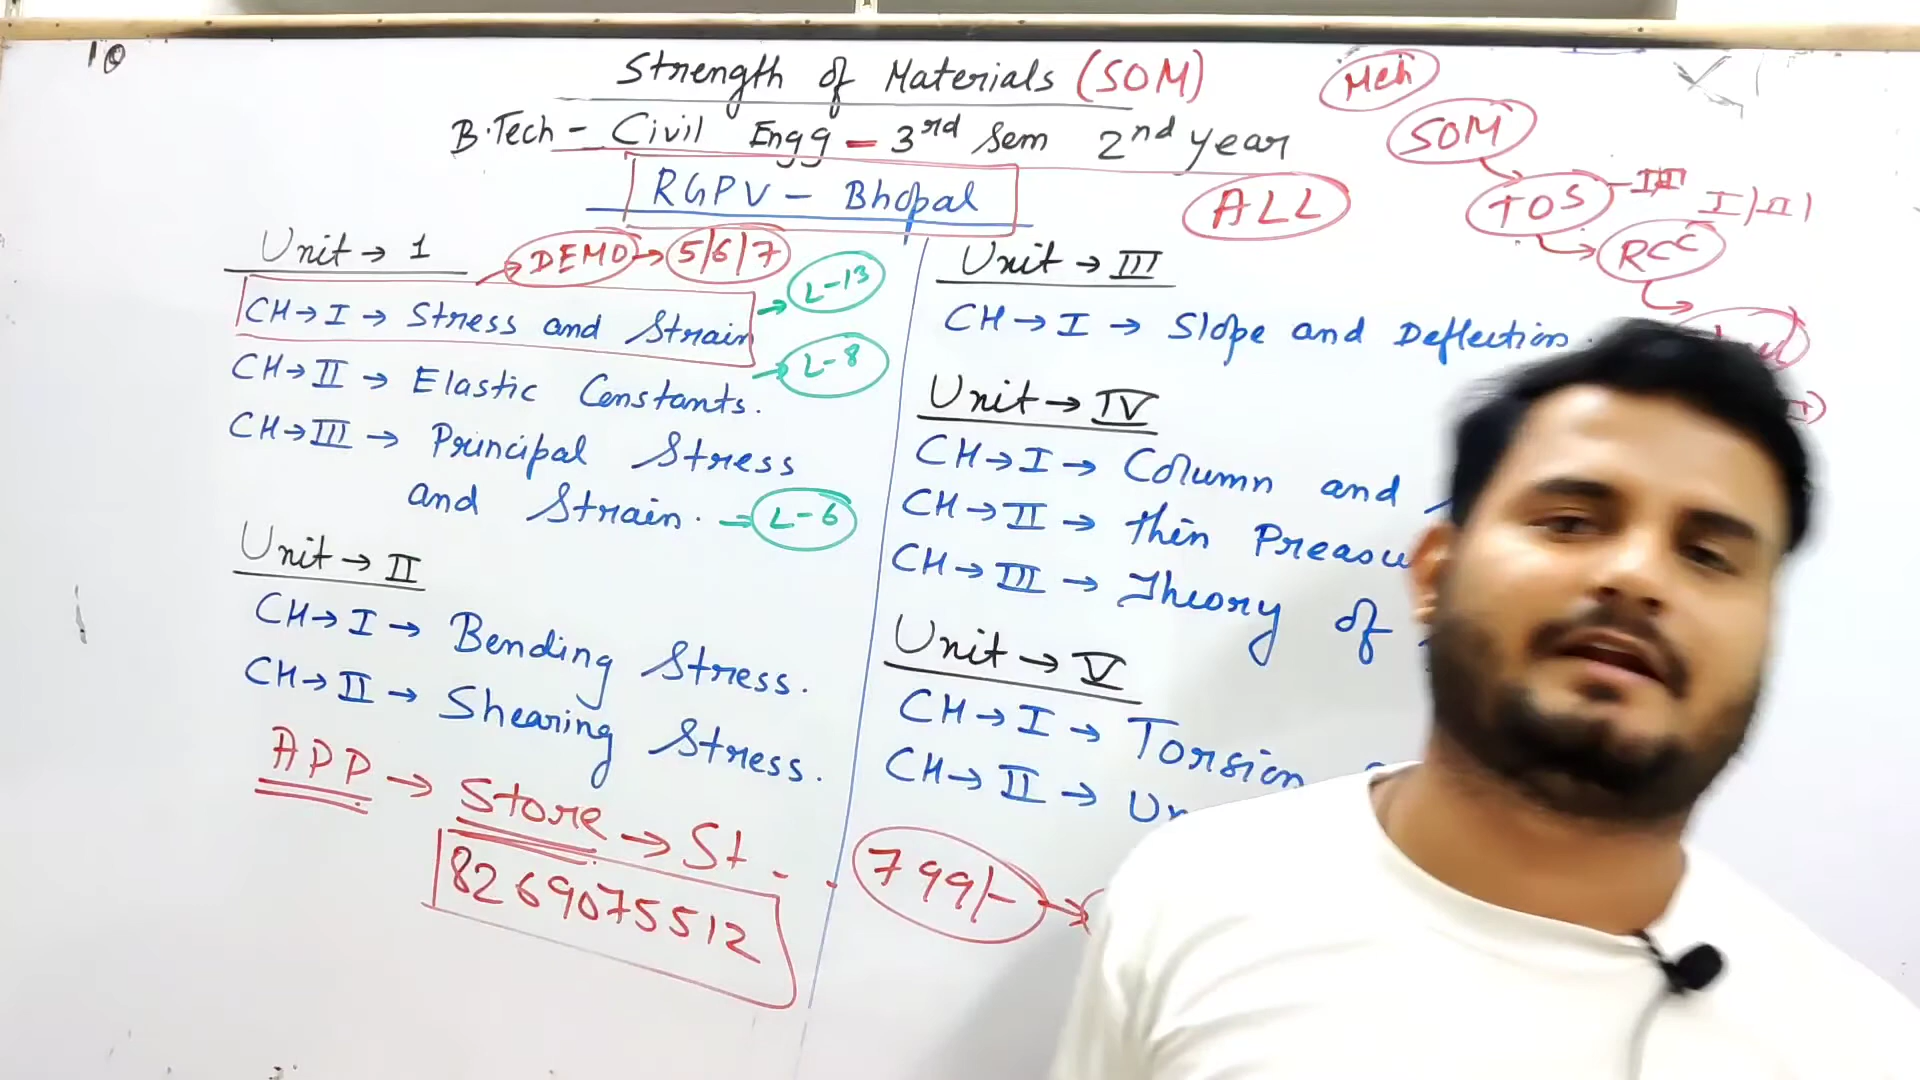 10
Strength of Materials (SOM)
B.Tech - Civil Engg - 3rd Sem 2nd year
RGPV - Bhopal
ALL
Meh
SOM
TOS
I/II/
RCC
Unit → 1
DEMO → 5/6/7
CH → I → Stress and Strain → L-13
CH → II → Elastic Constants. → L-8
CH → III → Principal Stress
and Strain. → L-6
Unit → II
CH → I → Bending Stress.
CH → II → Shearing Stress.
APP → Store → St - -
8269075512
Unit → III
CH → I → Slope and Deflection.
Unit → IV
CH → I → Column and
CH → II → thin Preasu
CH → III → Theory of
Unit → V
CH → I → Torsion
CH → II → Un
799/- →